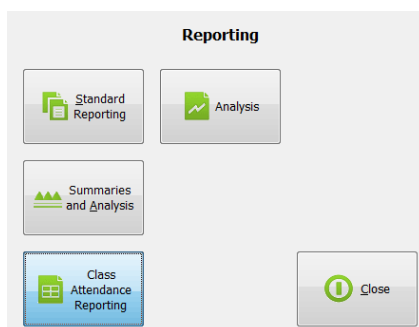 Reporting
Standard
Reporting
Analysis
Summaries
and Analysis
Class
Attendance
Reporting
Close